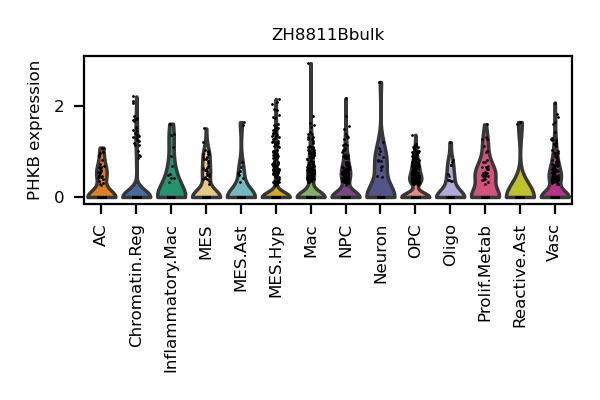 ZH8811Bbulk
PHKB expression
2
0
AC
Chromatin.Reg
Inflammatory.Mac
MES
MES.Ast
MES.Hyp
Mac
NPC
Neuron
OPC
Oligo
Prolif.Metab
Reactive.Ast
Vasc